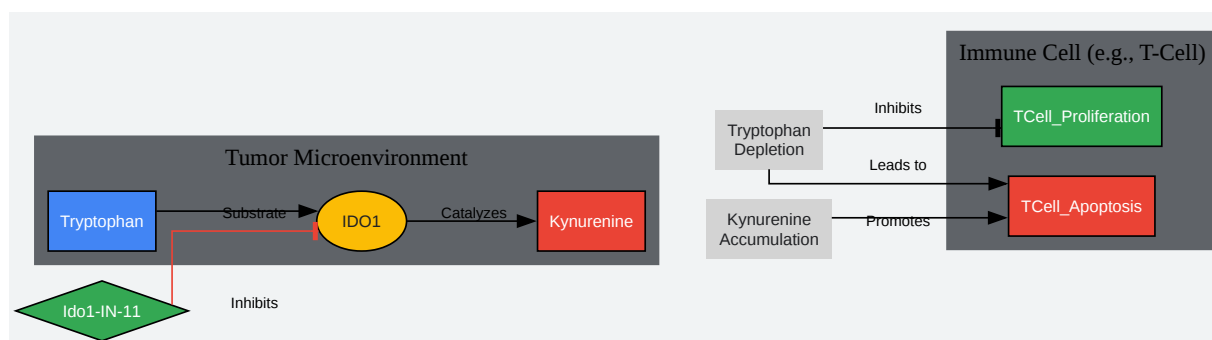 Tumor Microenvironment
Tryptophan
Substrate
IDO1
Catalyzes
Kynurenine
Ido1-IN-11
Inhibits
Immune Cell (e.g., T-Cell)
Tryptophan
Depletion
Inhibits
TCell_Proliferation
Leads to
TCell_Apoptosis
Kynurenine
Accumulation
Promotes